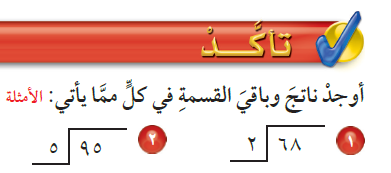 تأكَّدْ
أوجدْ ناتجَ وباقيَ القسمةِ في كلٍّ ممَّا يأتي: الأمثلة
١ ٦٨ ٢ ٢ ٩٥ ٥